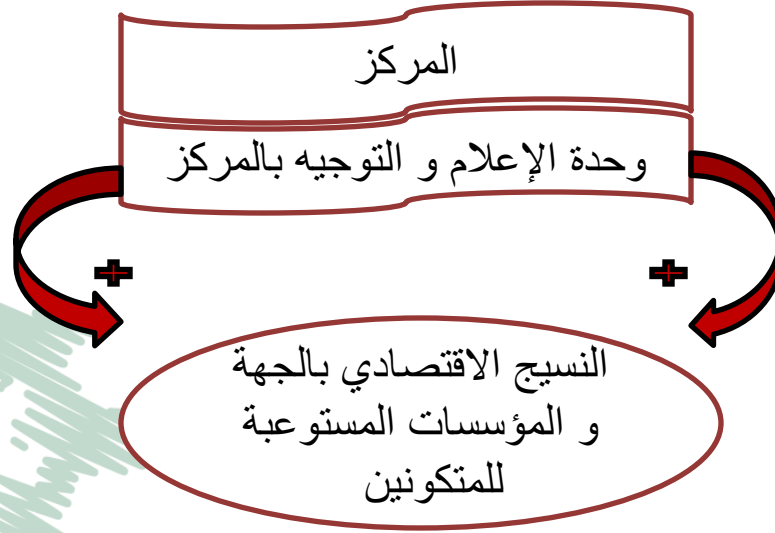 المركز
وحدة الإعلام و التوجيه بالمركز
النسيج الاقتصادي بالجهة
و المؤسسات المستوعبة
للمتكونين